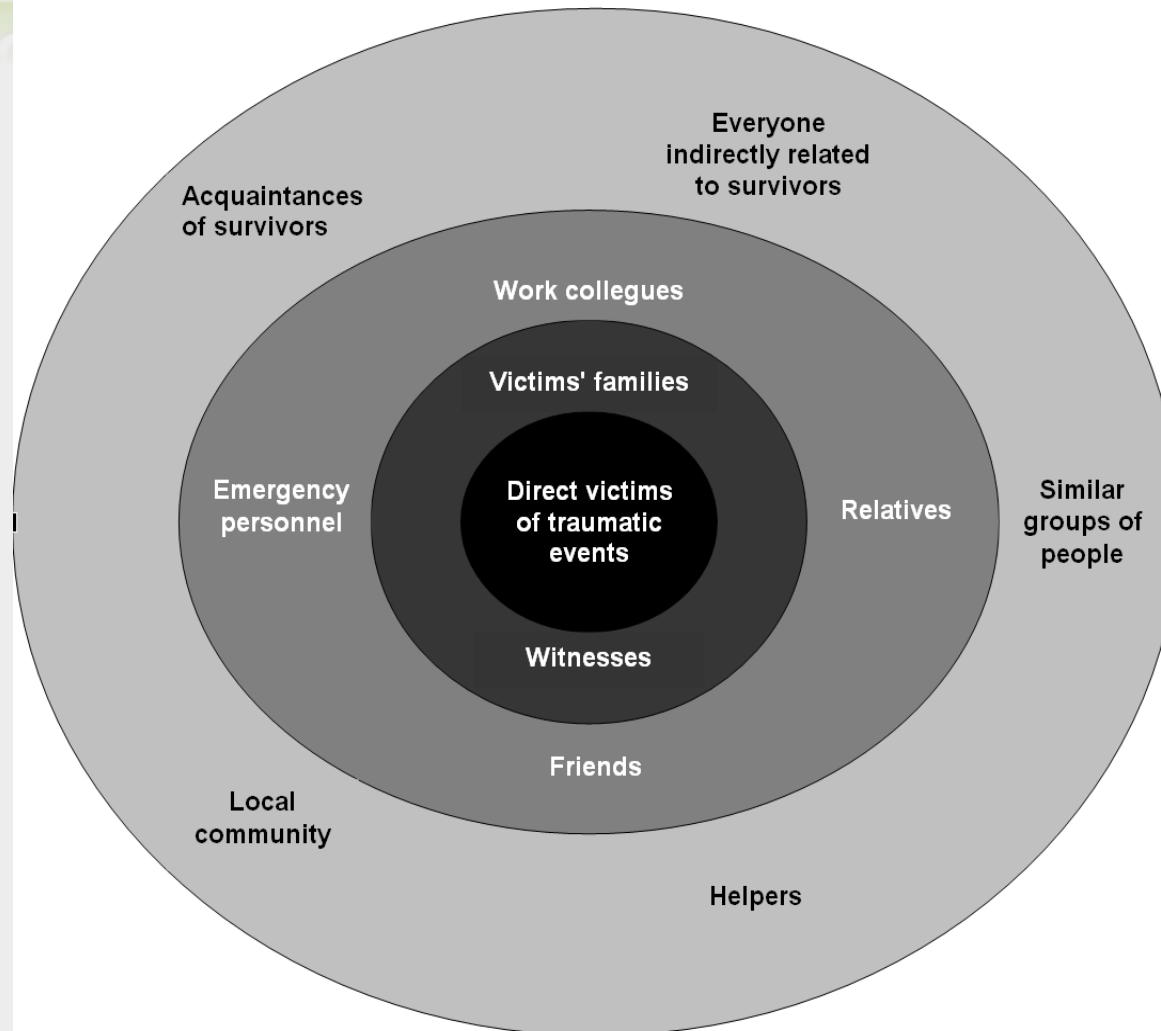 Everyone
indirectly related
to survivors
Acquaintances
of survivors
Work collegues
Victims' families
Emergency
personnel
Direct victims
of traumatic
events
Relatives
Similar
groups of
people
Witnesses
Friends
Local
community
Helpers